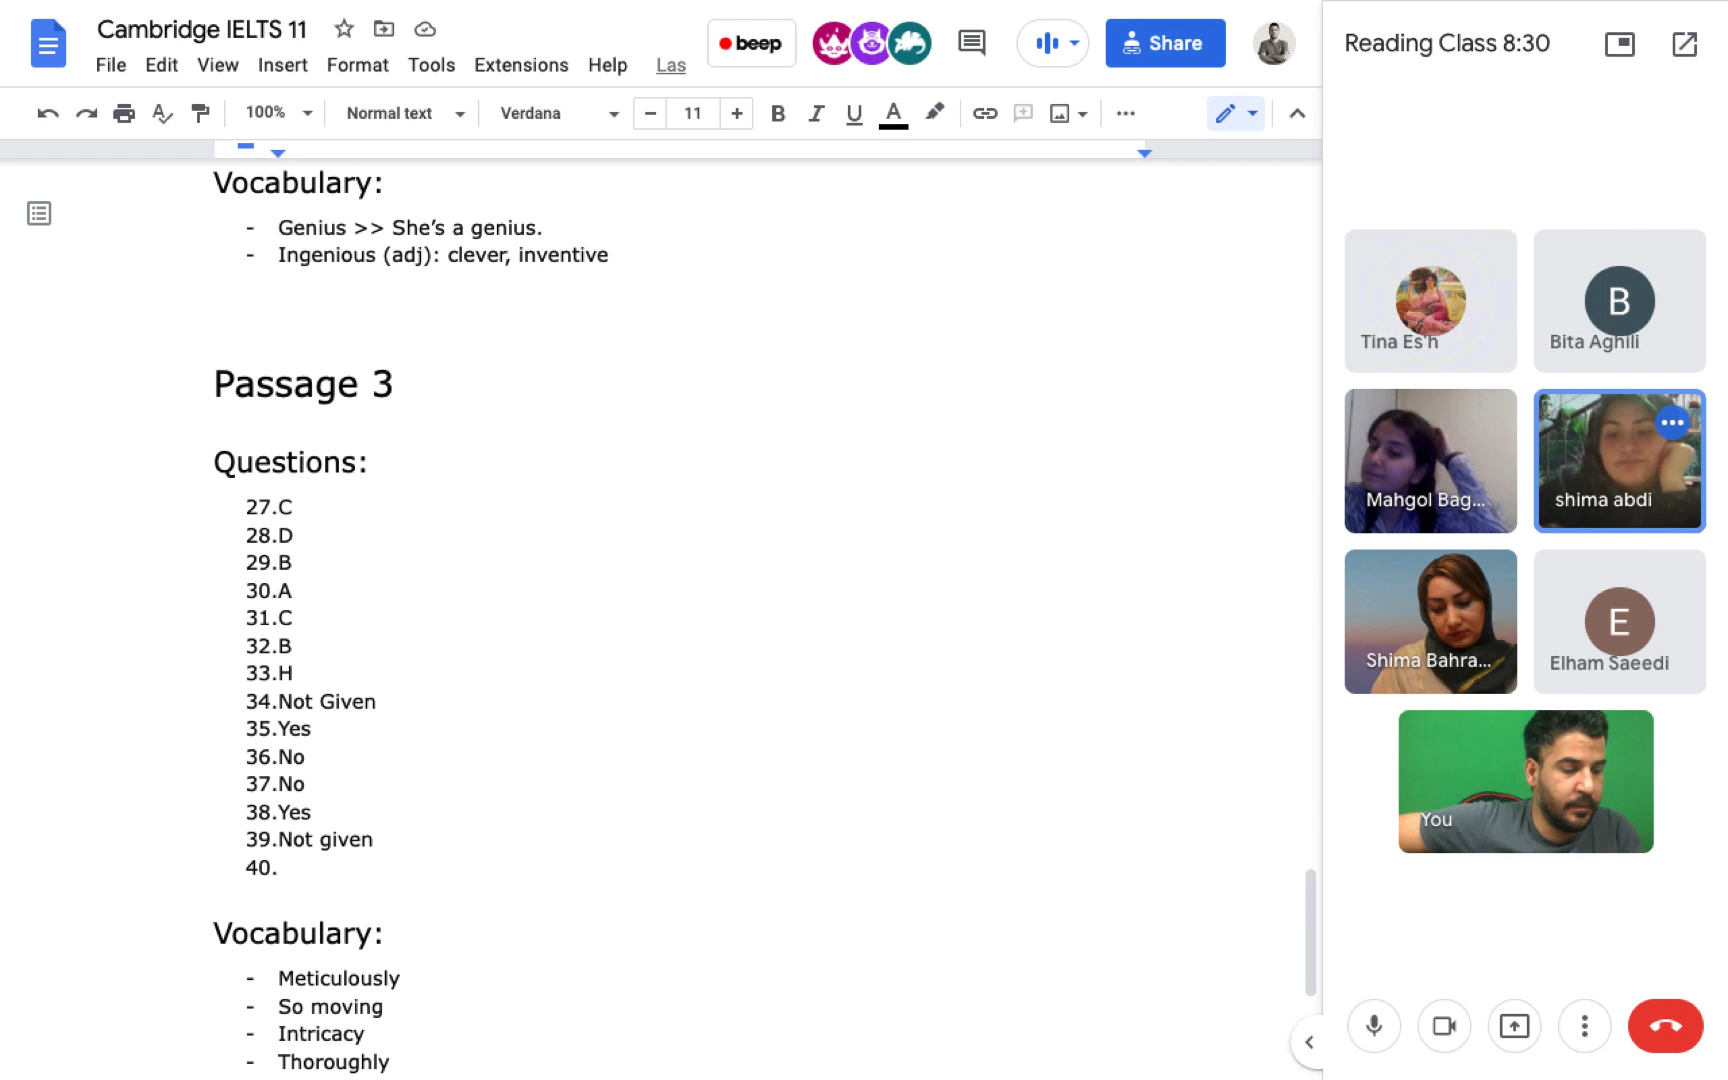 Cambridge IELTS 11
beep
Share
File Edit View Insert Format Tools Extensions Help Las
100% Normal text Verdana 11 B I U A
Reading Class 8:30
Vocabulary:
- Genius >> She’s a genius.
- Ingenious (adj): clever, inventive
Passage 3
Questions:
27.C
28.D
29.B
30.A
31.C
32.B
33.H
34.Not Given
35.Yes
36.No
37.No
38.Yes
39.Not given
40.
Vocabulary:
- Meticulously
- So moving
- Intricacy
- Thoroughly
Tina Es'h
B
Bita Aghili
Mahgol Bag...
shima abdi
Shima Bahra...
E
Elham Saeedi
You